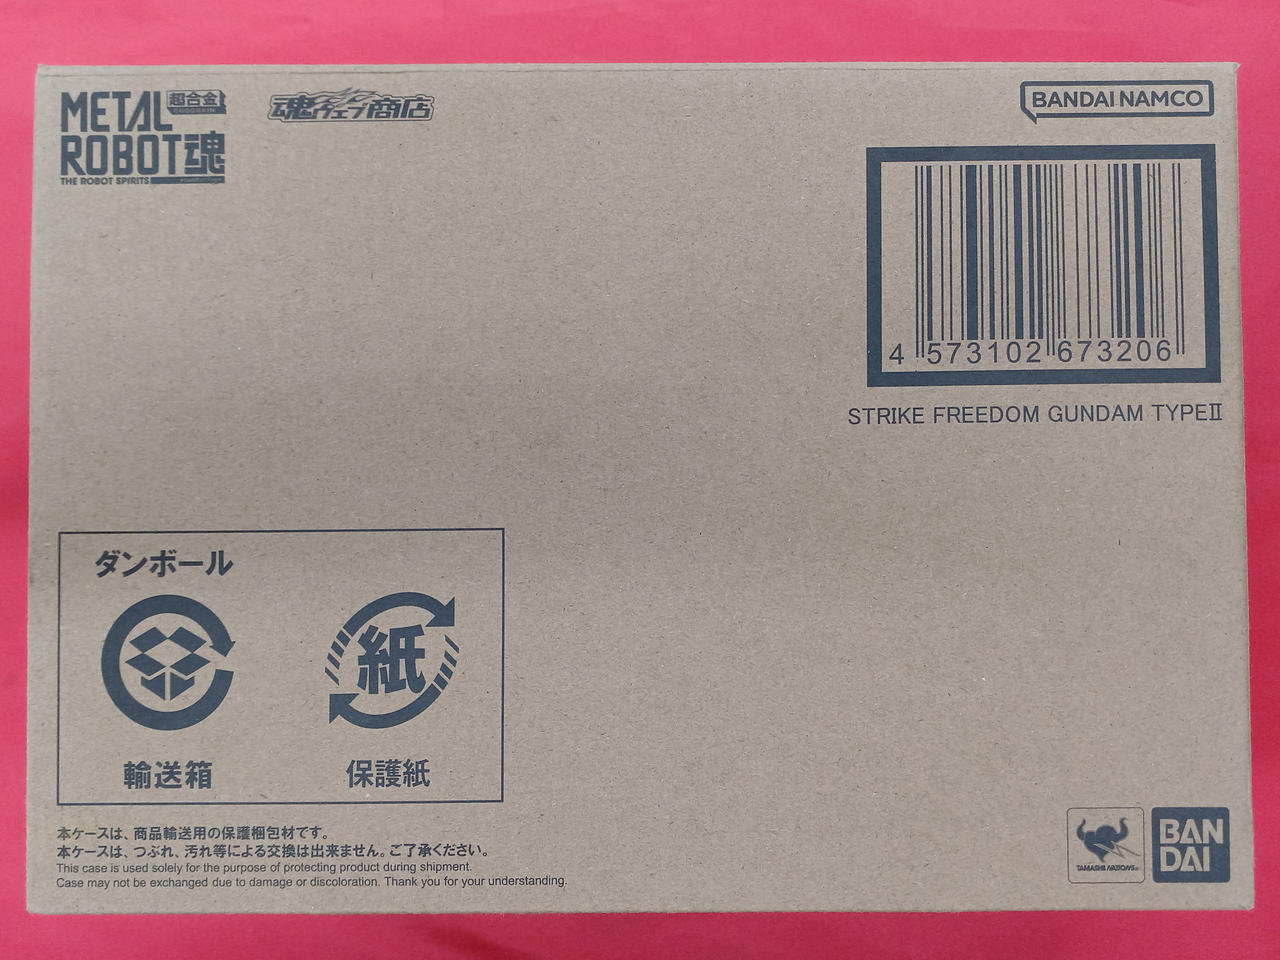 METAL 超合金
ROBOT魂
THE ROBOT SPIRITS
魂ウェブ商店
BANDAI NAMCO
4 573102 673206
STRIKE FREEDOM GUNDAM TYPEⅡ
ダンボール
紙
輸送箱
保護紙
本ケースは、商品輸送用の保護梱包材です。
本ケースは、つぶれ、汚れ等による交換は出来ません。ご了承ください。
This case is used solely for the purpose of protecting product during shipment.
Case may not be exchanged due to damage or discoloration. Thank you for your understanding.
TAMASHII NATIONS
BAN
DAI